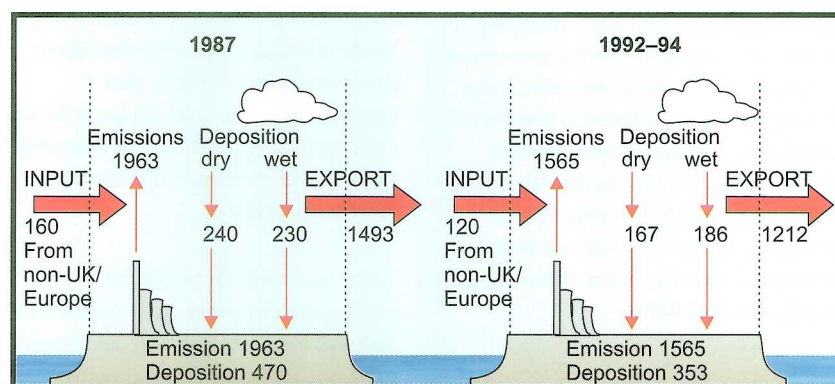 1987
Emissions
1963
Deposition
dry wet
INPUT
160
From
non-UK/
Europe
240
230
EXPORT
1493
Emission 1963
Deposition 470
1992–94
Emissions
1565
Deposition
dry wet
INPUT
120
From
non-UK/
Europe
167
186
EXPORT
1212
Emission 1565
Deposition 353